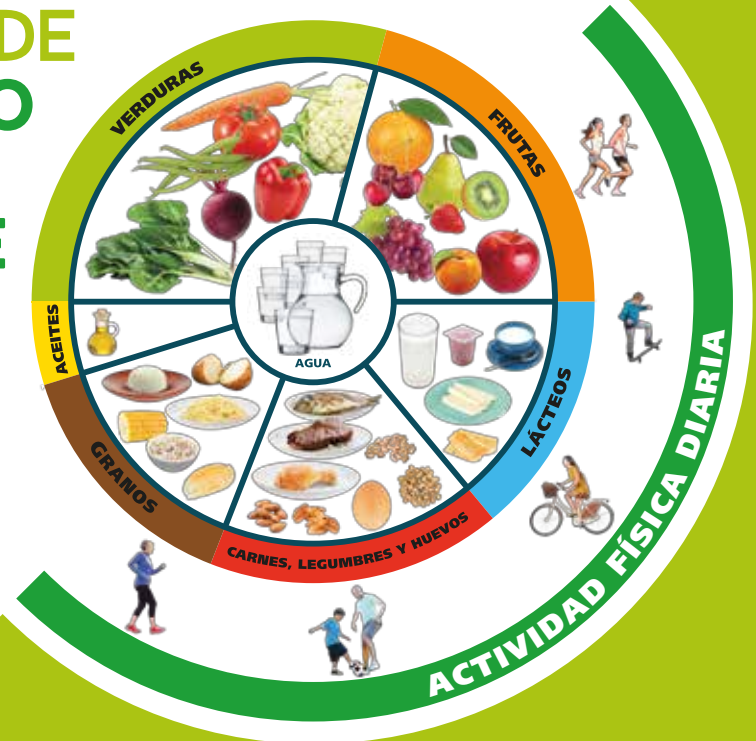 DE
O
VERDURAS
FRUTAS
ACEITES
AGUA
LÁCTEOS
GRANOS
CARNES, LEGUMBRES Y HUEVOS
ACTIVIDAD FÍSICA DIARIA